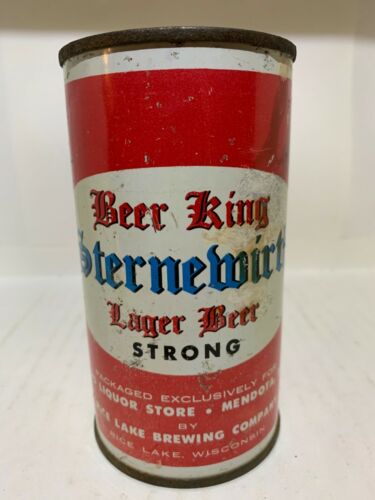 Beer King
Sternewirt
Lager Beer
STRONG
PACKAGED EXCLUSIVELY FOR
LIQUOR STORE • MENDOTA,
BY
RICE LAKE BREWING COMPANY
RICE LAKE, WISCONSIN